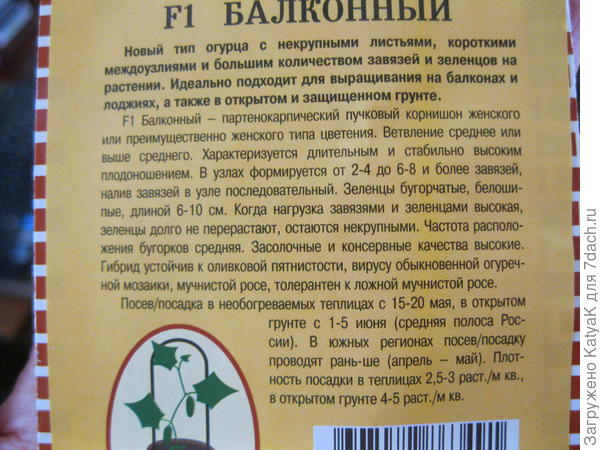 F1 БАЛКОННЫЙ
Новый тип огурца с некрупными листьями, короткими
междоузлиями и большим количеством завязей и зеленцов на
растении. Идеально подходит для выращивания на балконах и
лоджиях, а также в открытом и защищенном грунте.
F1 Балконный – партенокарпический пучковый корнишон женского
или преимущественно женского типа цветения. Ветвление среднее или
выше среднего. Характеризуется длительным и стабильно высоким
плодоношением. В узлах формируется от 2-4 до 6-8 и более завязей,
налив завязей в узле последовательный. Зеленцы бугорчатые, белоши-
пые, длиной 6-10 см. Когда нагрузка завязями и зеленцами высокая,
зеленцы долго не перерастают, остаются некрупными. Частота располо-
жения бугорков средняя. Засолочные и консервные качества высокие.
Гибрид устойчив к оливковой пятнистости, вирусу обыкновенной огуреч-
ной мозаики, мучнистой росе, толерантен к ложной мучнистой росе.
Посев/посадка в необогреваемых теплицах с 15-20 мая, в открытом
грунте с 1-5 июня (средняя полоса Рос-
сии). В южных регионах посев/посадку
проводят рань-ше (апрель – май). Плот-
ность посадки в теплицах 2,5-3 раст./м кв.,
в открытом грунте 4-5 раст./м кв.
Загружено KatyaK для 7dach.ru